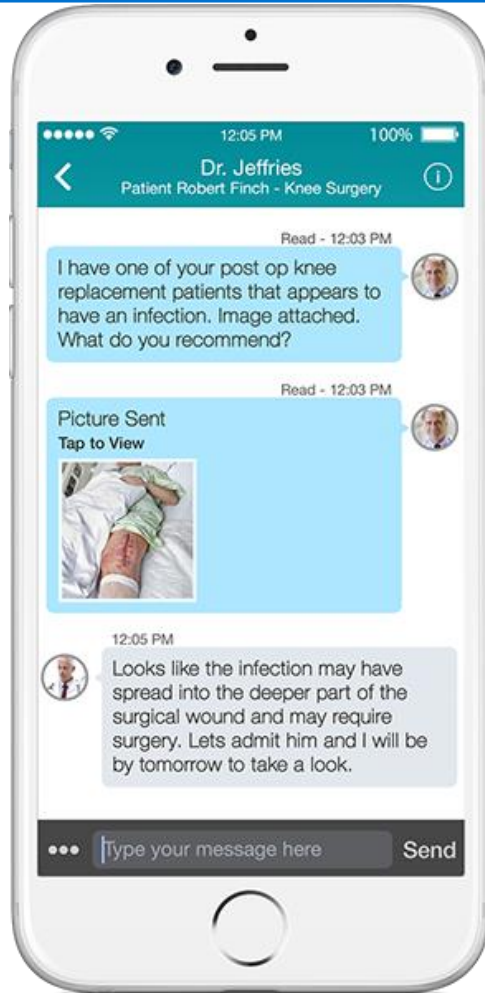 12:05 PM 100%
Dr. Jeffries
Patient Robert Finch - Knee Surgery
Read - 12:03 PM
I have one of your post op knee
replacement patients that appears to
have an infection. Image attached.
What do you recommend?
Read - 12:03 PM
Picture Sent
Tap to View
12:05 PM
Looks like the infection may have
spread into the deeper part of the
surgical wound and may require
surgery. Lets admit him and I will be
by tomorrow to take a look.
Type your message here Send